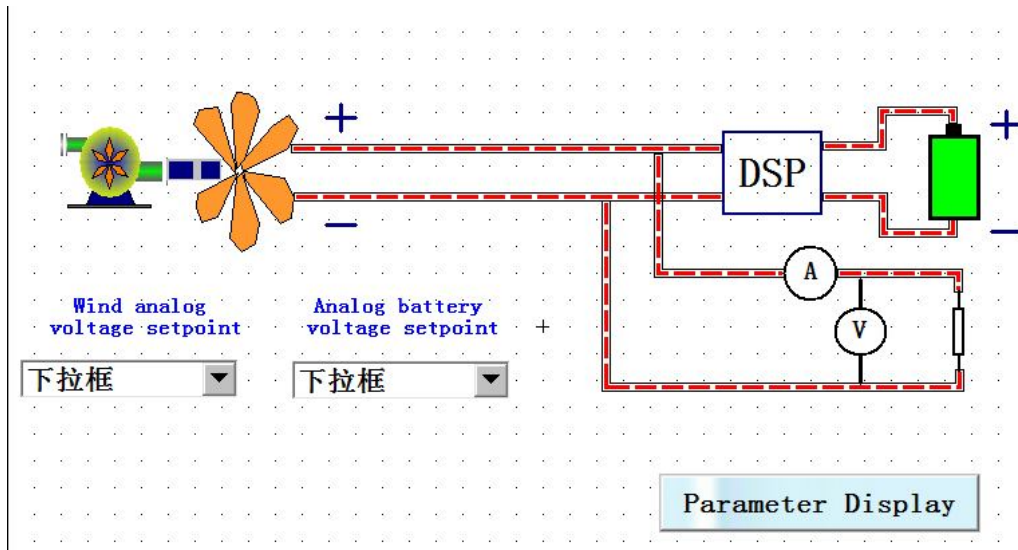 +
DSP
+
−
−
A
Wind analog
voltage setpoint
Analog battery
voltage setpoint
V
下拉框
下拉框
Parameter Display